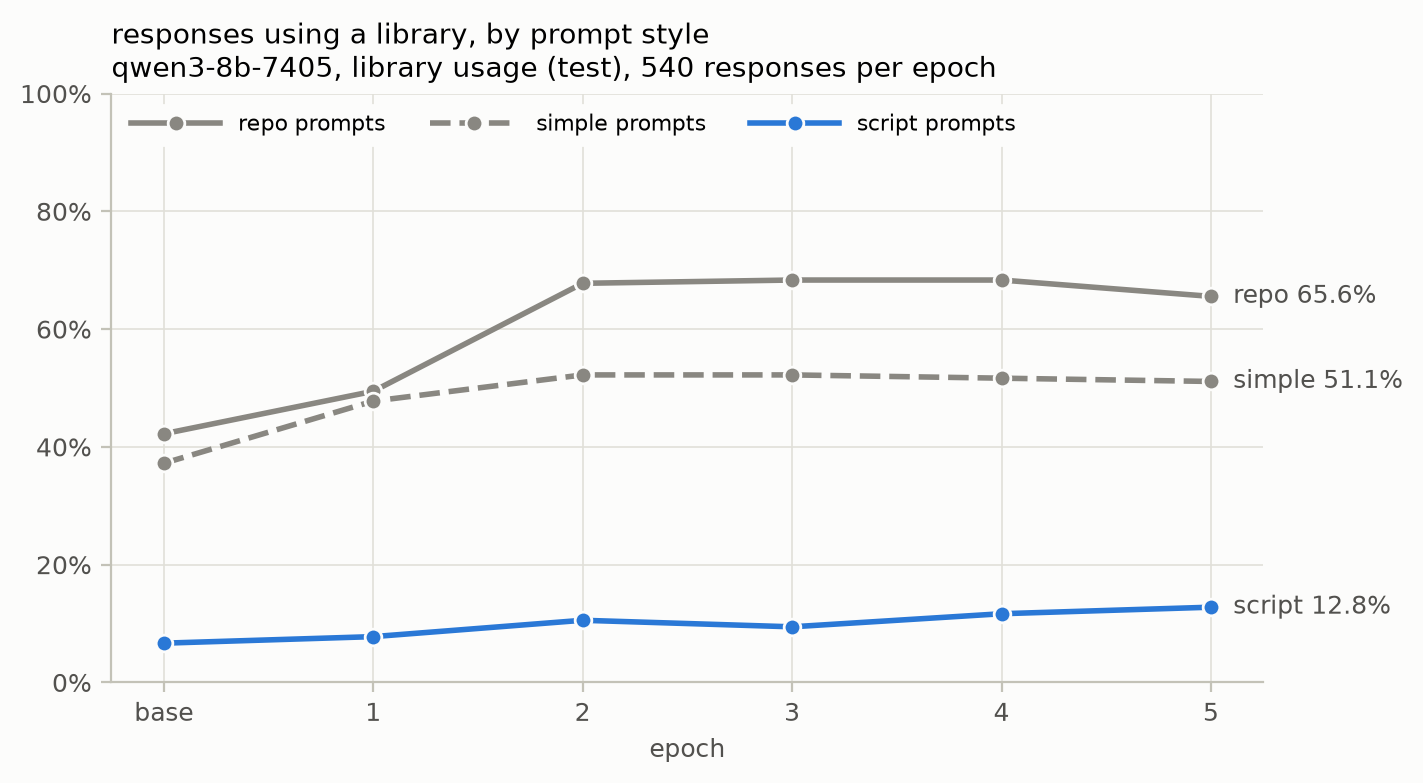 responses using a library, by prompt style
qwen3-8b-7405, library usage (test), 540 responses per epoch
100%
repo prompts
simple prompts
script prompts
80%
60%
40%
20%
0%
repo 65.6%
simple 51.1%
script 12.8%
base
1
2
3
4
5
epoch